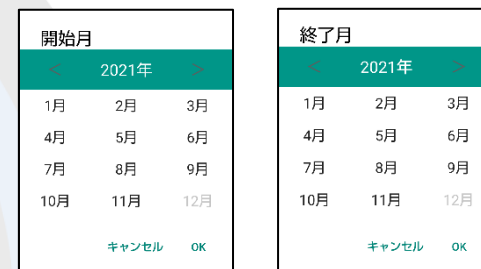 開始月
< 2021年 >
1月 2月 3月
4月 5月 6月
7月 8月 9月
10月 11月 12月
キャンセル OK
終了月
< 2021年 >
1月 2月 3月
4月 5月 6月
7月 8月 9月
10月 11月 12月
キャンセル OK